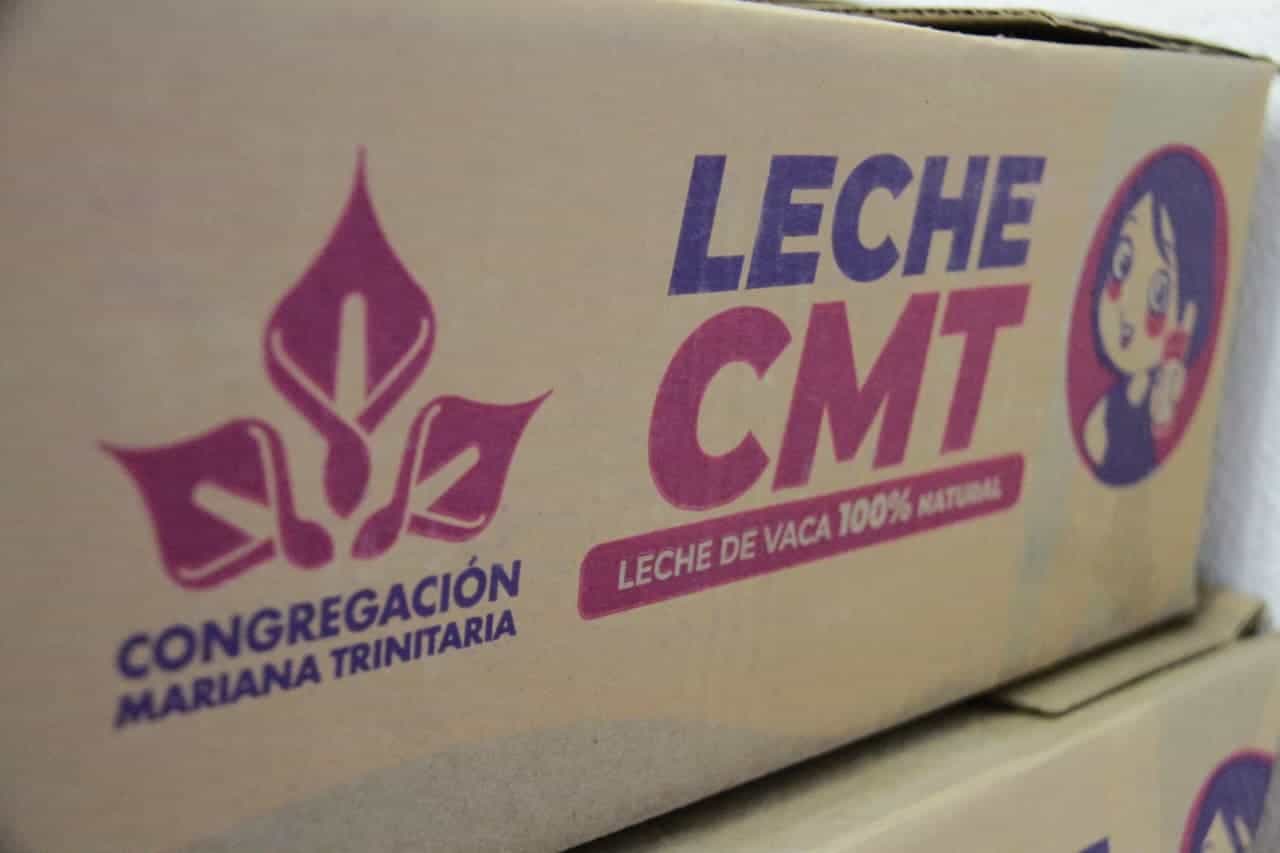 CONGREGACIÓN
MARIANA TRINITARIA
LECHE
CMT
LECHE DE VACA 100% NATURAL